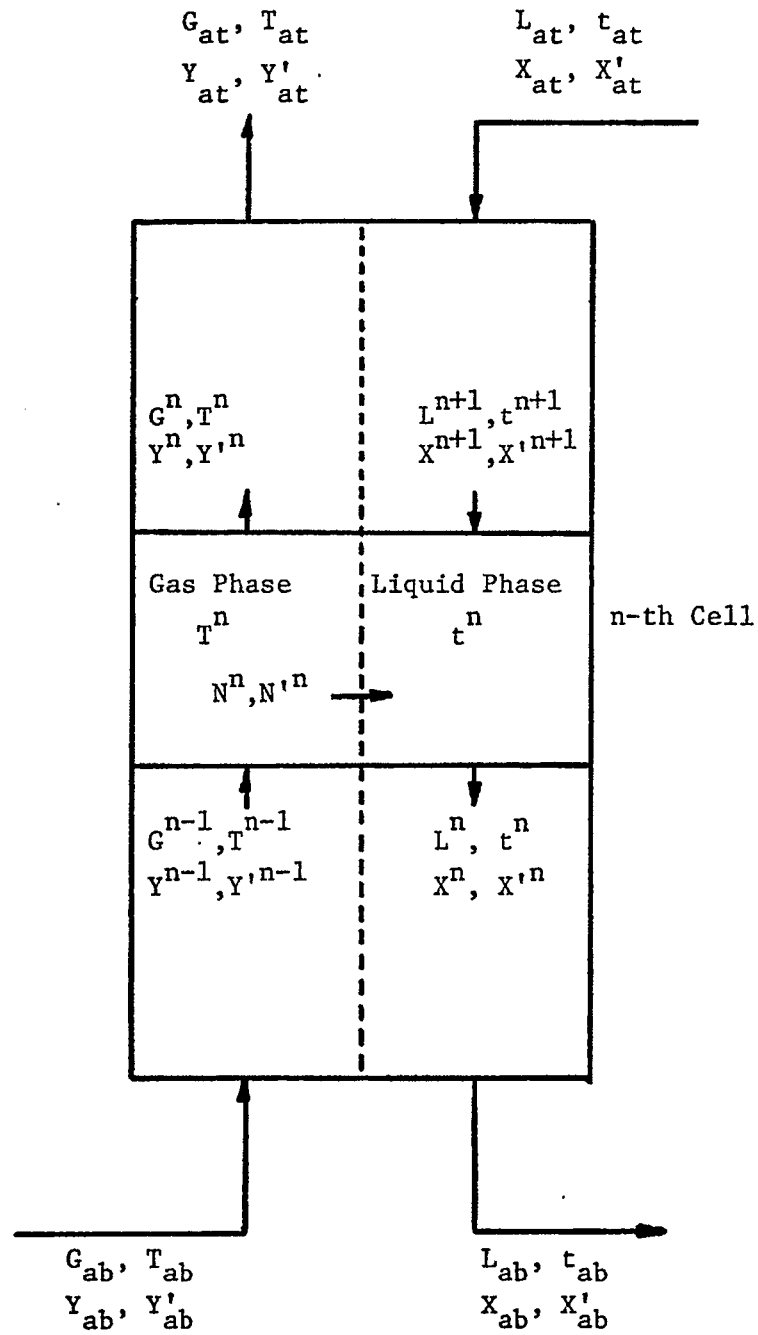 G_at, T_at
Y_at, Y'_at
L_at, t_at
X_at, X'_at
G^n,T^n
Y^n,Y'^n
L^n+1,t^n+1
X^n+1,X'^n+1
Gas Phase
T^n
Liquid Phase
t^n
n-th Cell
N^n,N'^n
G^n-1,T^n-1
Y^n-1,Y'^n-1
L^n, t^n
X^n, X'^n
G_ab, T_ab
Y_ab, Y'_ab
L_ab, t_ab
X_ab, X'_ab